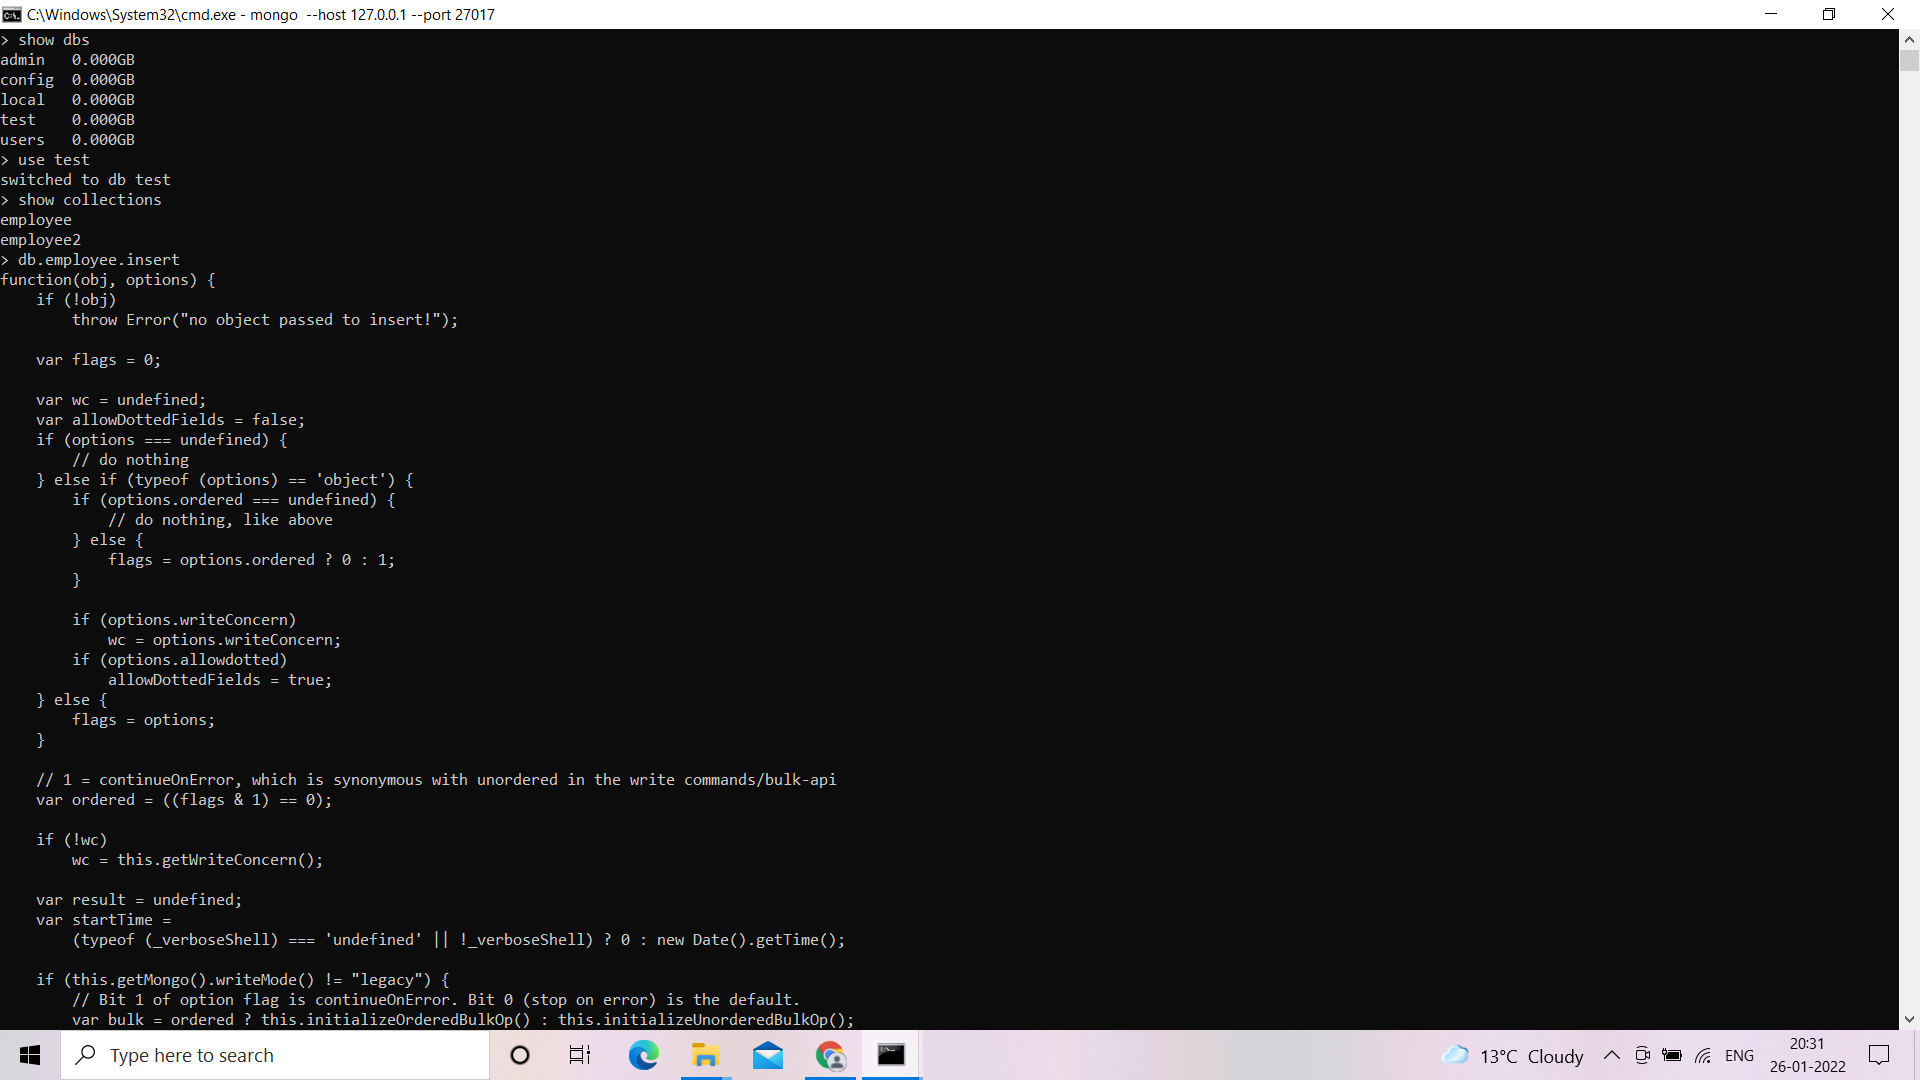 C:\Windows\System32\cmd.exe - mongo  --host 127.0.0.1 --port 27017
> show dbs
admin   0.000GB
config  0.000GB
local   0.000GB
test    0.000GB
users   0.000GB
> use test
switched to db test
> show collections
employee
employee2
> db.employee.insert
function(obj, options) {
    if (!obj)
        throw Error("no object passed to insert!");

    var flags = 0;

    var wc = undefined;
    var allowDottedFields = false;
    if (options === undefined) {
        // do nothing
    } else if (typeof (options) == 'object') {
        if (options.ordered === undefined) {
            // do nothing, like above
        } else {
            flags = options.ordered ? 0 : 1;
        }

        if (options.writeConcern)
            wc = options.writeConcern;
        if (options.allowdotted)
            allowDottedFields = true;
    } else {
        flags = options;
    }

    // 1 = continueOnError, which is synonymous with unordered in the write commands/bulk-api
    var ordered = ((flags & 1) == 0);

    if (!wc)
        wc = this.getWriteConcern();

    var result = undefined;
    var startTime =
        (typeof (_verboseShell) === 'undefined' || !_verboseShell) ? 0 : new Date().getTime();

    if (this.getMongo().writeMode() != "legacy") {
        // Bit 1 of option flag is continueOnError. Bit 0 (stop on error) is the default.
        var bulk = ordered ? this.initializeOrderedBulkOp() : this.initializeUnorderedBulkOp();
Type here to search
13°C Cloudy
ENG
20:31
26-01-2022